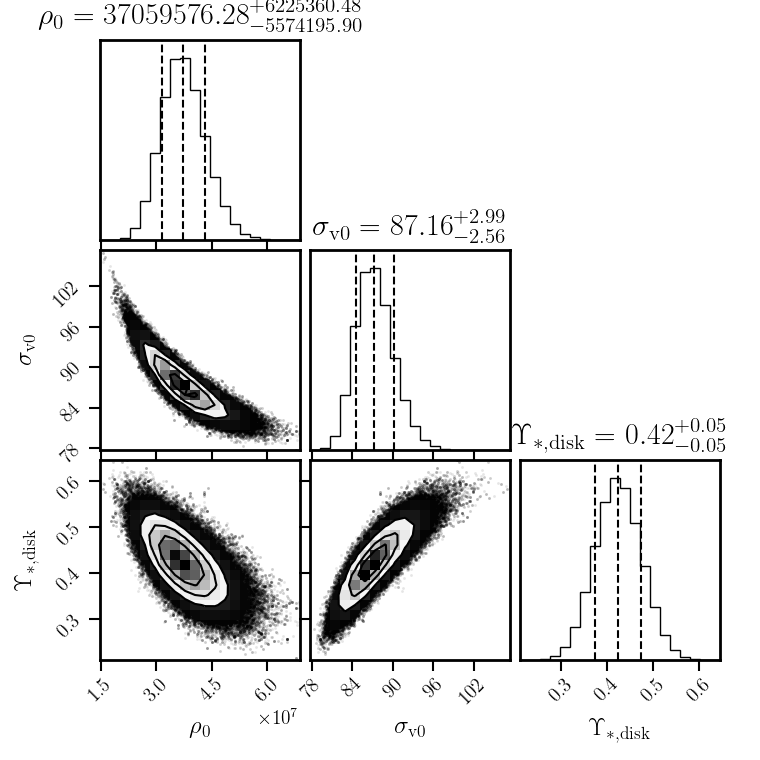 ρ₀ = 37059576.28⁺⁶²²⁵³⁶⁰·⁴⁸₋₅₅₇₄₁₉₅.₉₀
σᵥ₀ = 87.16⁺²·⁹⁹₋₂.₅₆
102
96
90
84
78
σᵥ₀
ϒ*,disk = 0.42⁺⁰·⁰⁵₋₀.₀₅
0.6
0.5
0.4
0.3
ϒ*,disk
1.5 3.0 4.5 6.0 78 84 90 96 102 0.3 0.4 0.5 0.6
×10⁷
ρ₀ σᵥ₀ ϒ*,disk